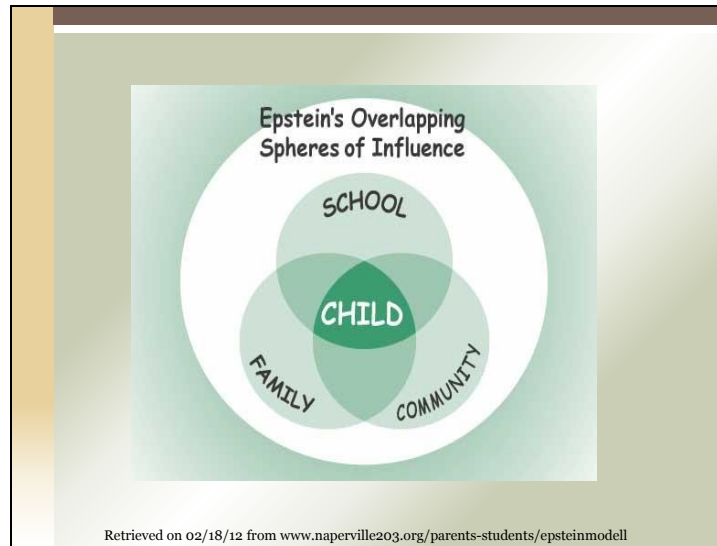 Epstein's Overlapping
Spheres of Influence
SCHOOL
CHILD
FAMILY
COMMUNITY
Retrieved on 02/18/12 from www.naperville203.org/parents-students/epsteinmodell